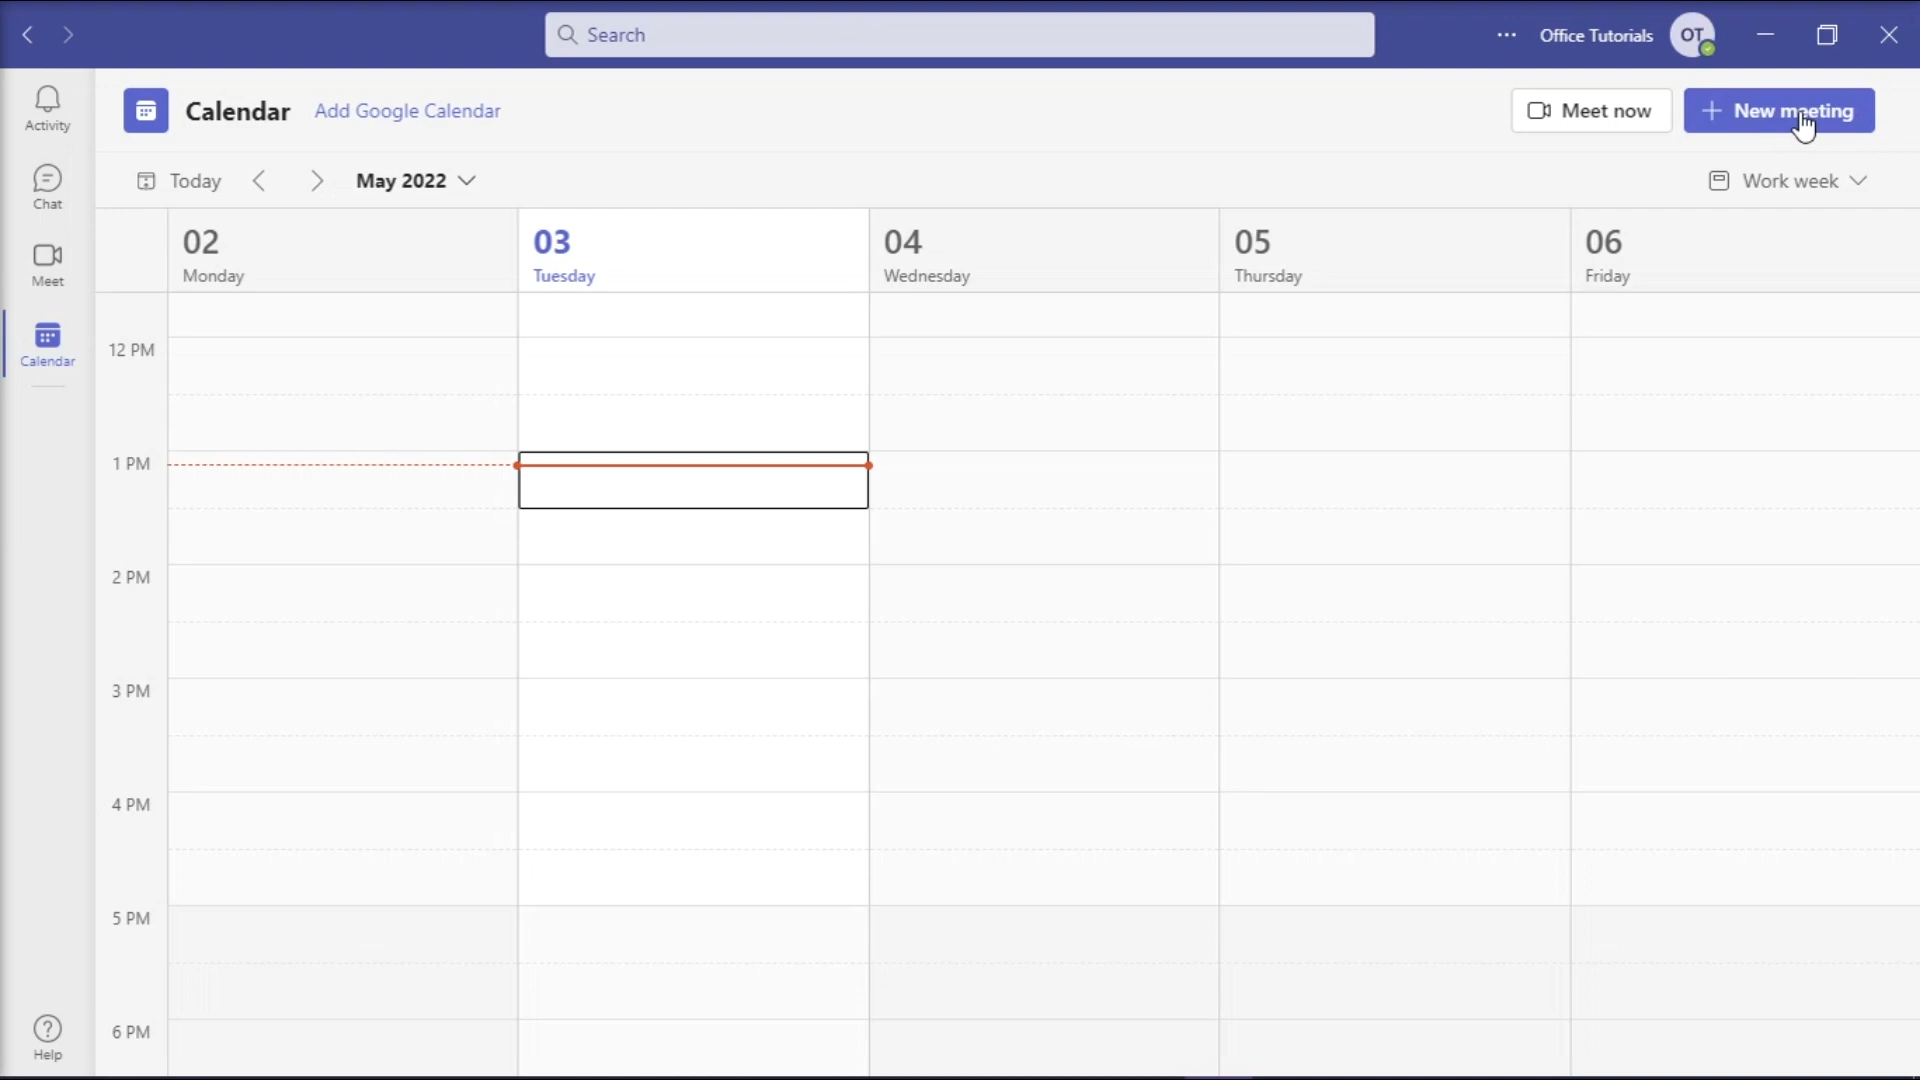 Search
Office Tutorials
OT
Activity
Chat
Meet
Calendar
Help
Calendar
Add Google Calendar
Meet now
New meeting
Today
May 2022
Work week
02
Monday
03
Tuesday
04
Wednesday
05
Thursday
06
Friday
12 PM
1 PM
2 PM
3 PM
4 PM
5 PM
6 PM